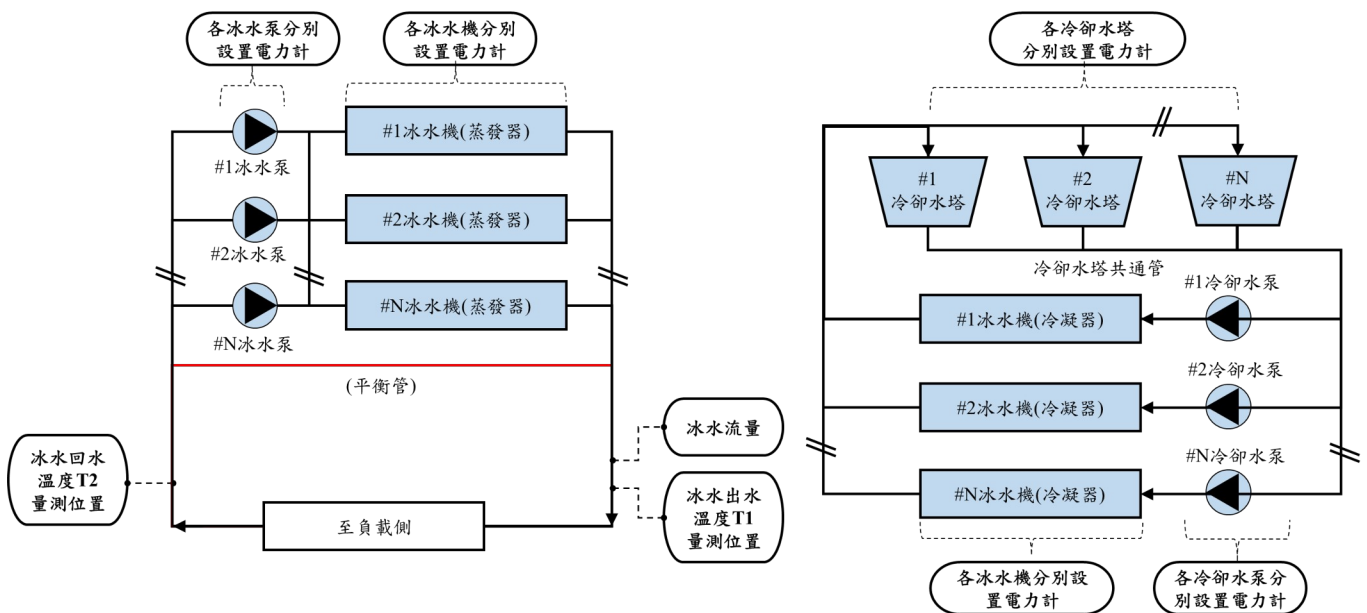 各冰水泵分別
設置電力計
各冰水機分別
設置電力計
#1冰水機(蒸發器)
#1冰水泵
#2冰水機(蒸發器)
#2冰水泵
#N冰水機(蒸發器)
#N冰水泵
(平衡管)
冰水流量
冰水回水
溫度T2
量測位置
冰水出水
溫度T1
量測位置
至負載側
各冷卻水塔
分別設置電力計
#1
冷卻水塔
#2
冷卻水塔
#N
冷卻水塔
冷卻水塔共通管
#1冷卻水泵
#1冰水機(冷凝器)
#2冷卻水泵
#2冰水機(冷凝器)
#N冷卻水泵
#N冰水機(冷凝器)
各冰水機分別設
置電力計
各冷卻水泵分
別設置電力計